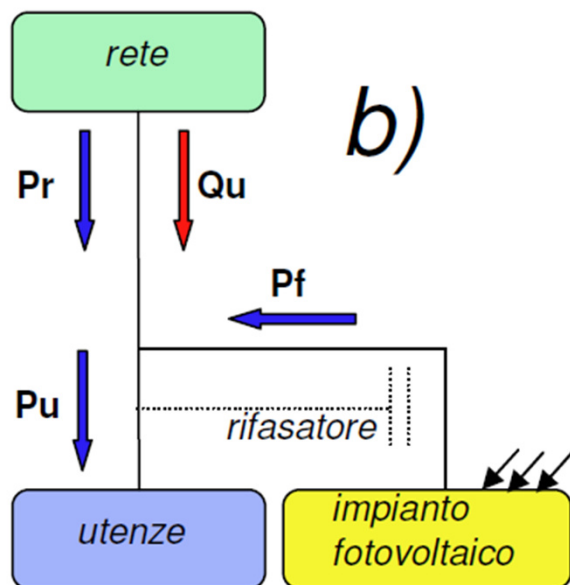 rete
b)
Pr
Qu
Pf
Pu
rifasatore
utenze
impianto
fotovoltaico